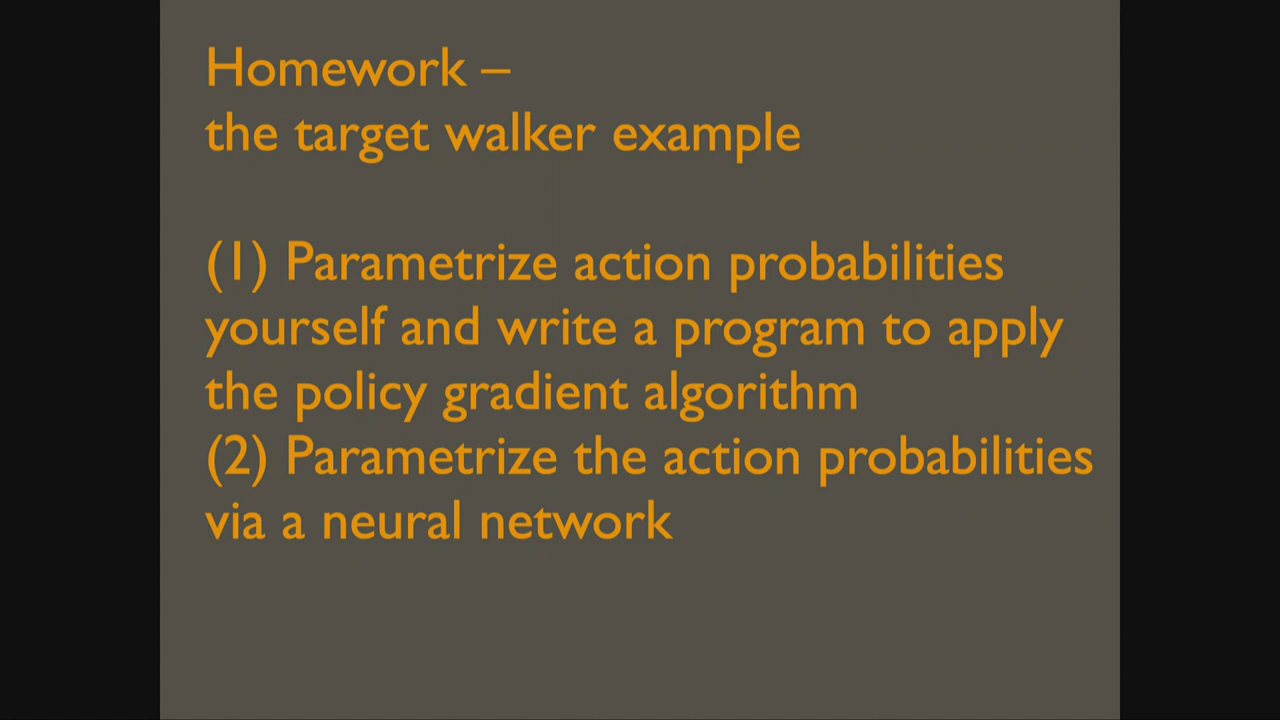 Homework –
the target walker example
(1) Parametrize action probabilities
yourself and write a program to apply
the policy gradient algorithm
(2) Parametrize the action probabilities
via a neural network